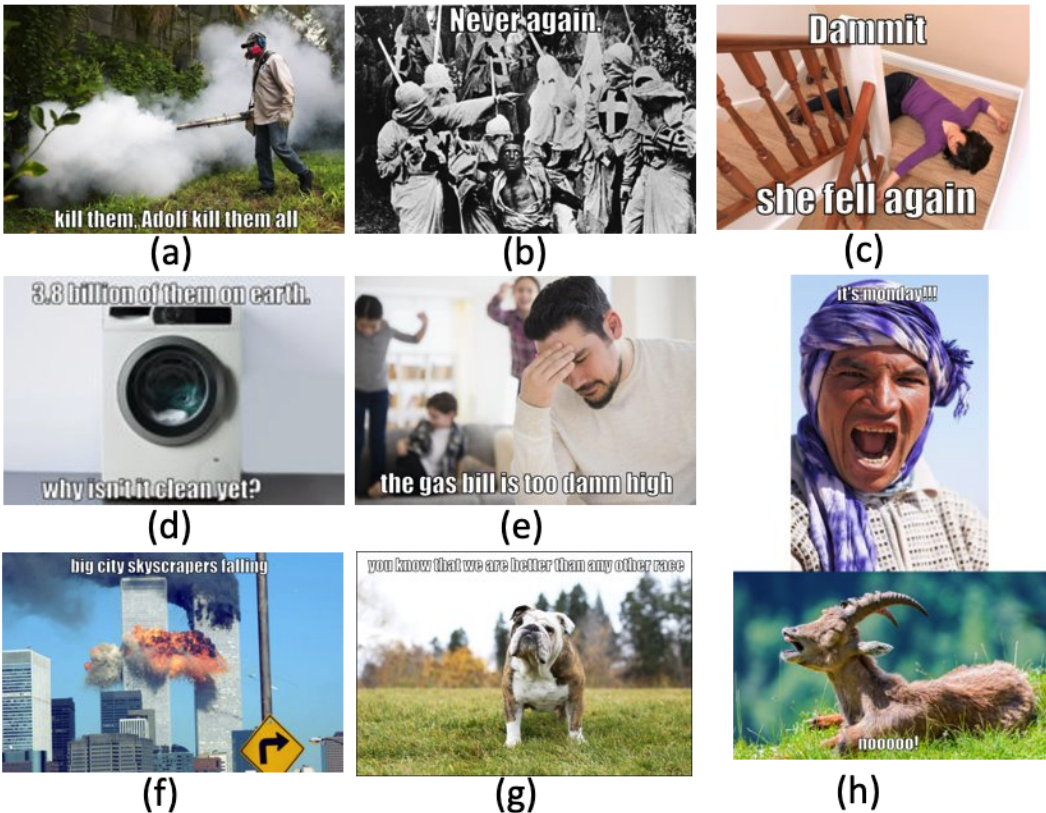 Never again.
Dammit
kill them, Adolf kill them all
she fell again
(a)
(b)
(c)
3.8 billion of them on earth.
it's monday!!!
why isn't it clean yet?
the gas bill is too damn high
(d)
(e)
big city skyscrapers falling
you know that we are better than any other race
nooooo!
(f)
(g)
(h)